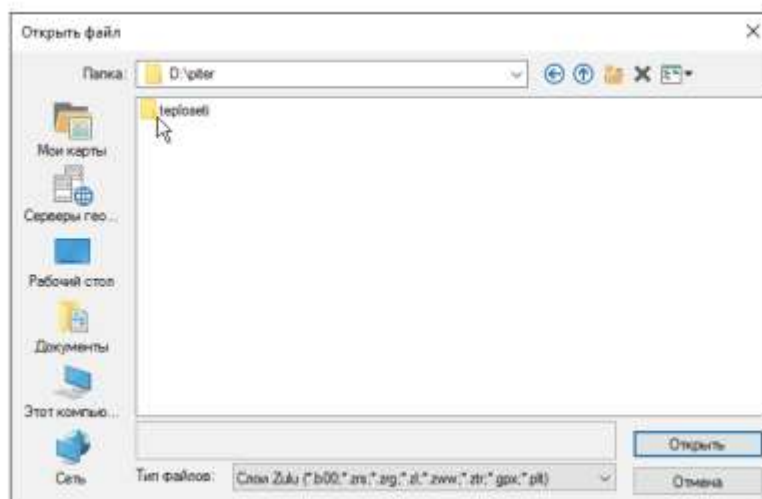 Открыть файл
Папка: D:\piter
teploseti
Мои карты
Серверы гео...
Рабочий стол
Документы
Этот компью...
Сеть
Открыть
Тип файлов: Слои Zulu (*.b00;*.zrs;*.zrg;*.zl;*.zww;*.ztr;*.gpx;*.plt)
Отмена